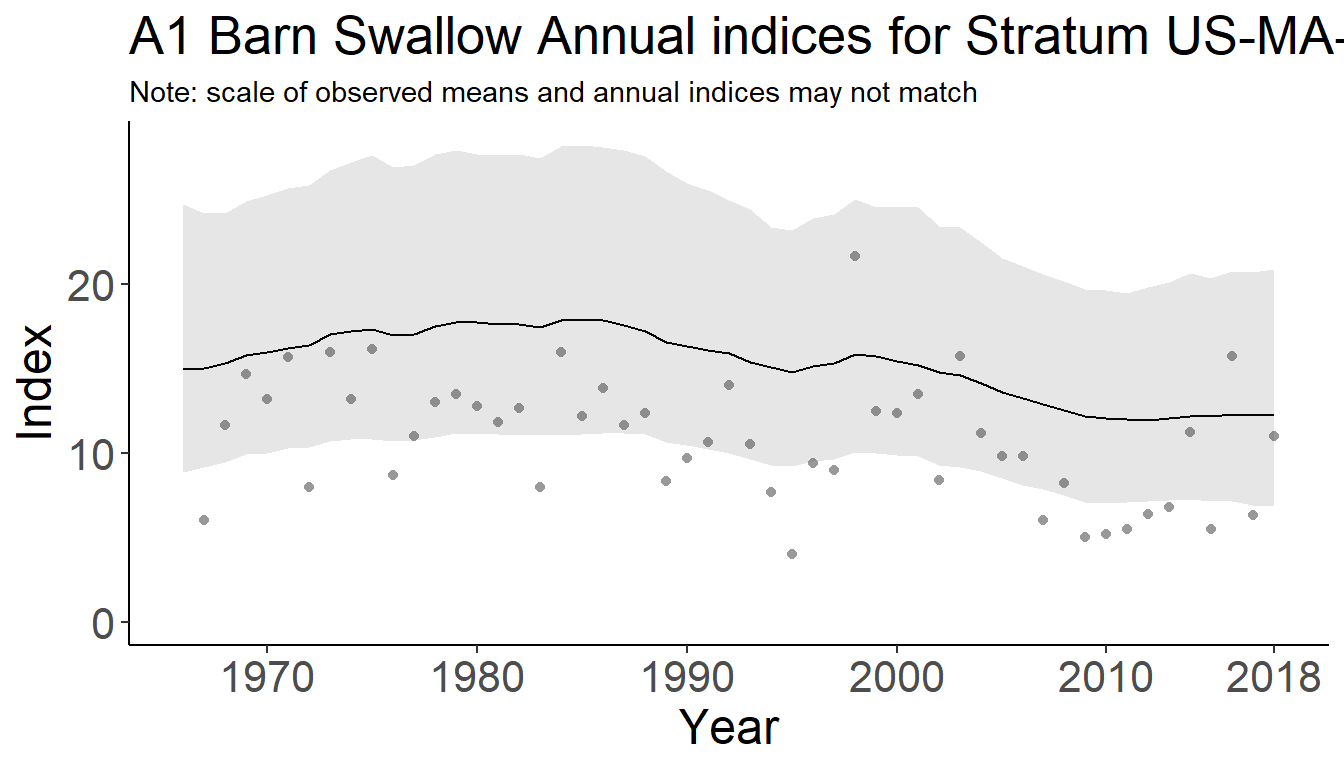 A1 Barn Swallow Annual indices for Stratum US-MA-
Note: scale of observed means and annual indices may not match
Index
20
10
0
1970 1980 1990 2000 2010 2018
Year